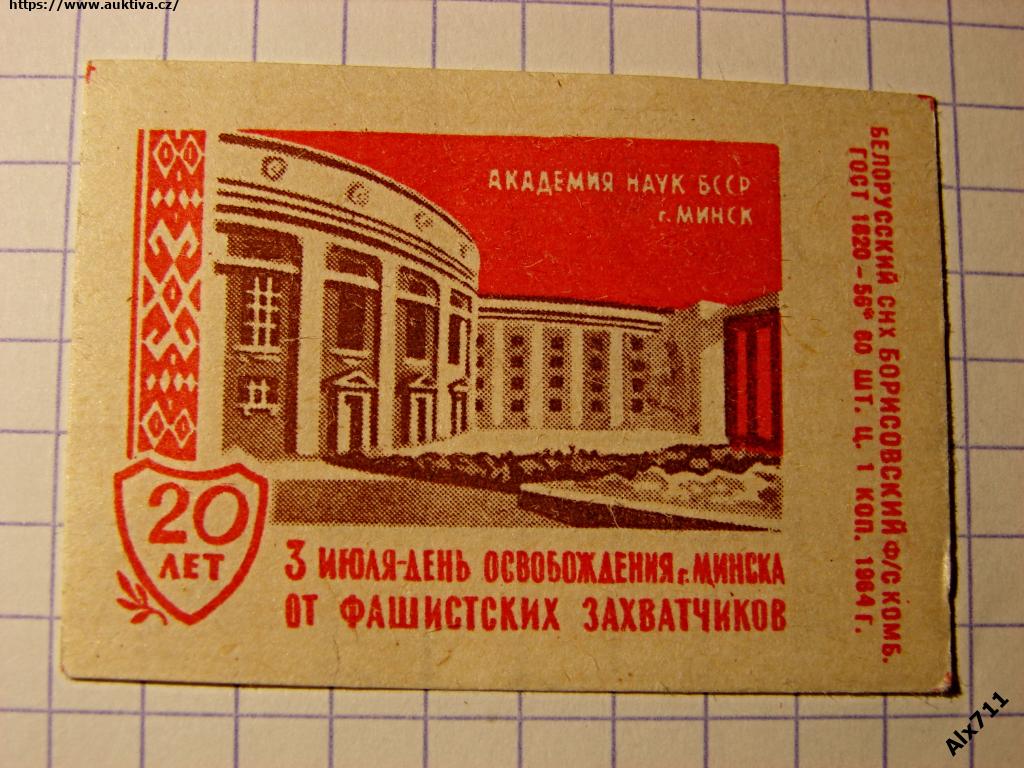 https://www.auktiva.cz/
АКАДЕМИЯ НАУК БССР
г. МИНСК
20
ЛЕТ
3 ИЮЛЯ-ДЕНЬ ОСВОБОЖДЕНИЯ г. МИНСКА
ОТ ФАШИСТСКИХ ЗАХВАТЧИКОВ
БЕЛОРУССКИЙ СНХ БОРИСОВСКИЙ Ф/С КОМБ.
ГОСТ 1820-56* 60 ШТ. Ц. 1 КОП. 1964 Г.
Alx711